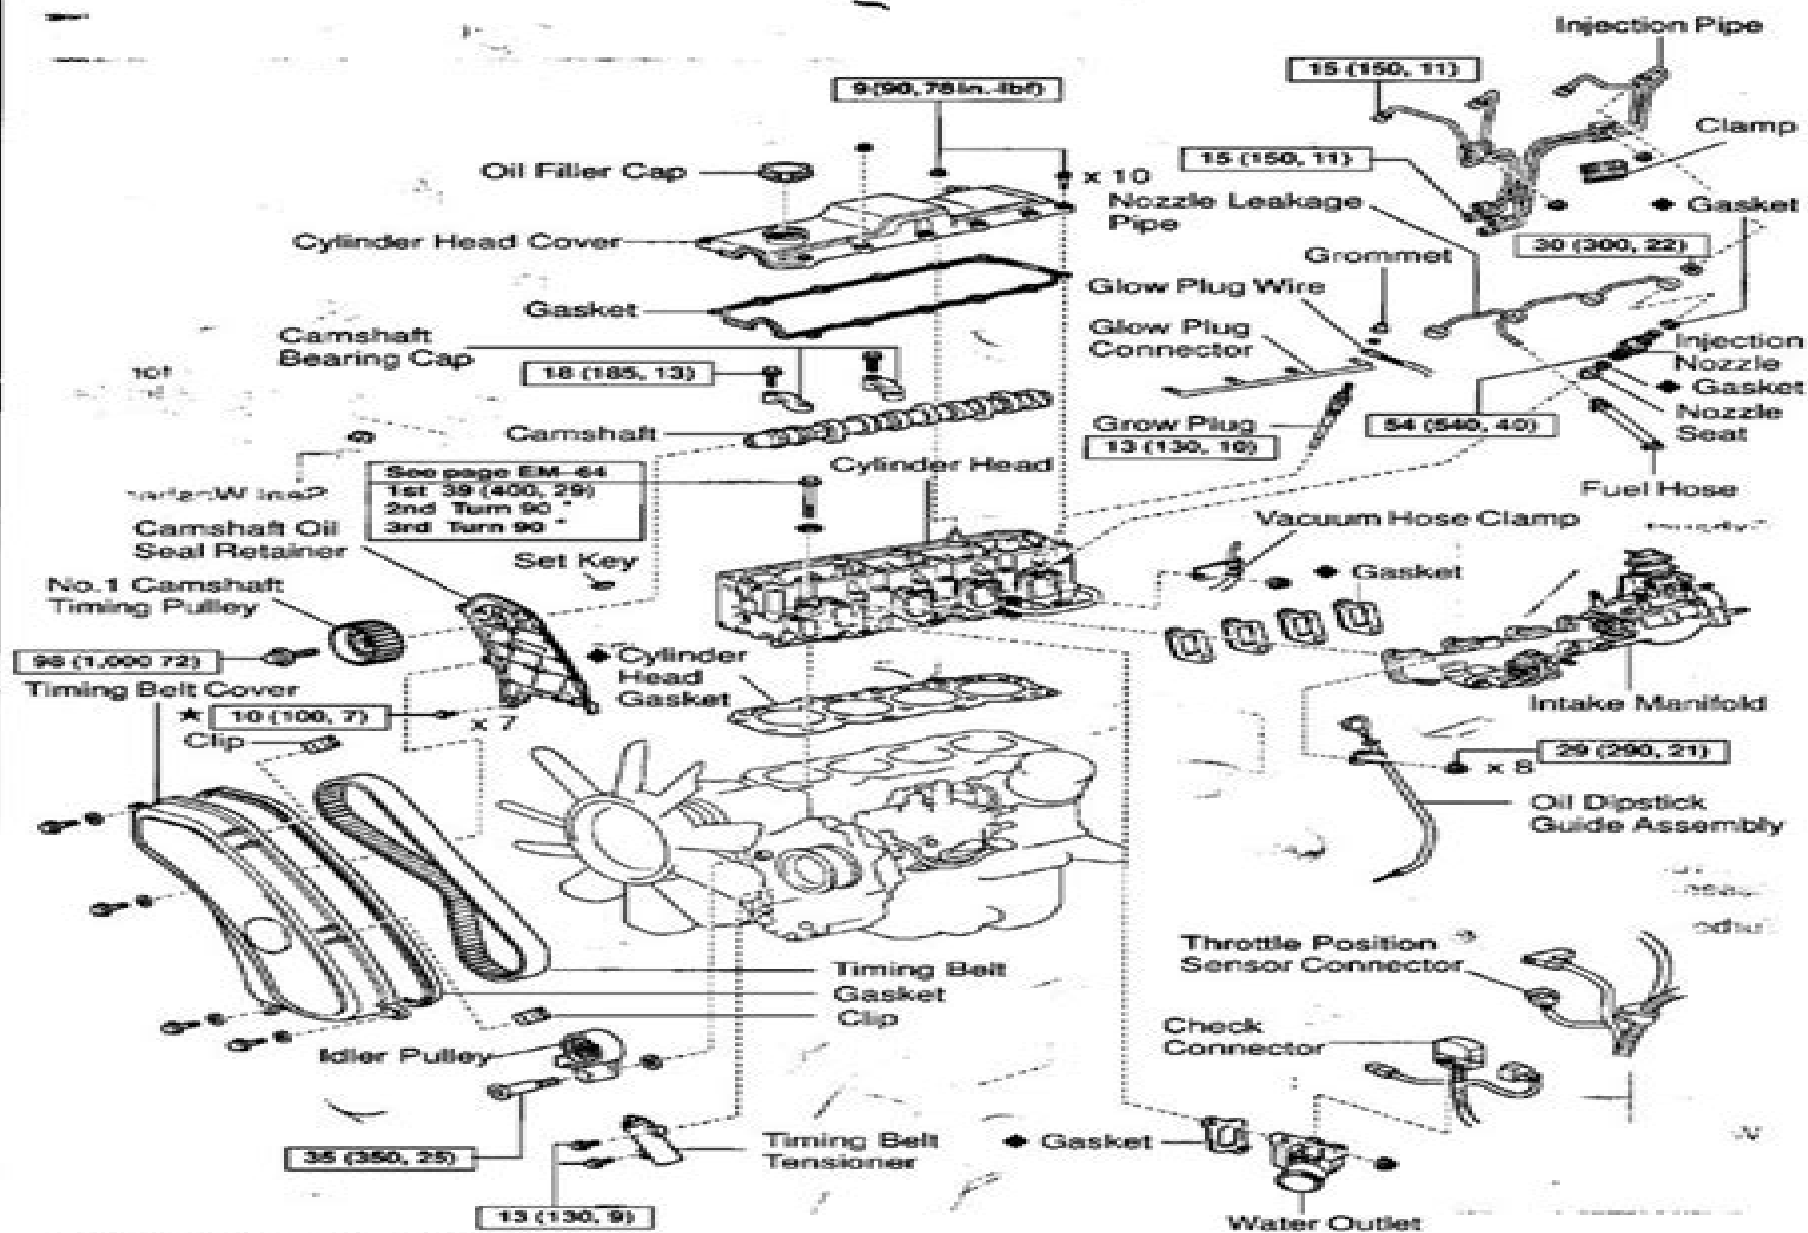 Injection Pipe
15 (150, 11)
9 (90, 78 in.-lbf)
Clamp
15 (150, 11)
Oil Filler Cap
x 10
Nozzle Leakage
Pipe
Gasket
Cylinder Head Cover
30 (300, 22)
Grommet
Glow Plug Wire
Gasket
Glow Plug
Connector
Camshaft
Bearing Cap
Injection
Nozzle
18 (185, 13)
Gasket
Nozzle
Seat
Grow Plug
13 (130, 10)
54 (540, 40)
Camshaft
Cylinder Head
See page EM-64
1st 39 (400, 29)
2nd Turn 90 °
3rd Turn 90 °
Fuel Hose
Vacuum Hose Clamp
Camshaft Oil
Seal Retainer
Set Key
Gasket
No.1 Camshaft
Timing Pulley
98 (1,000 72)
Cylinder
Head
Gasket
Timing Belt Cover
★ 10 (100, 7)
x 7
Clip
Intake Manifold
29 (290, 21)
x 8
Oil Dipstick
Guide Assembly
Throttle Position
Sensor Connector
Timing Belt
Gasket
Clip
Check
Connector
Idler Pulley
35 (350, 25)
Timing Belt
Tensioner
Gasket
13 (130, 9)
Water Outlet